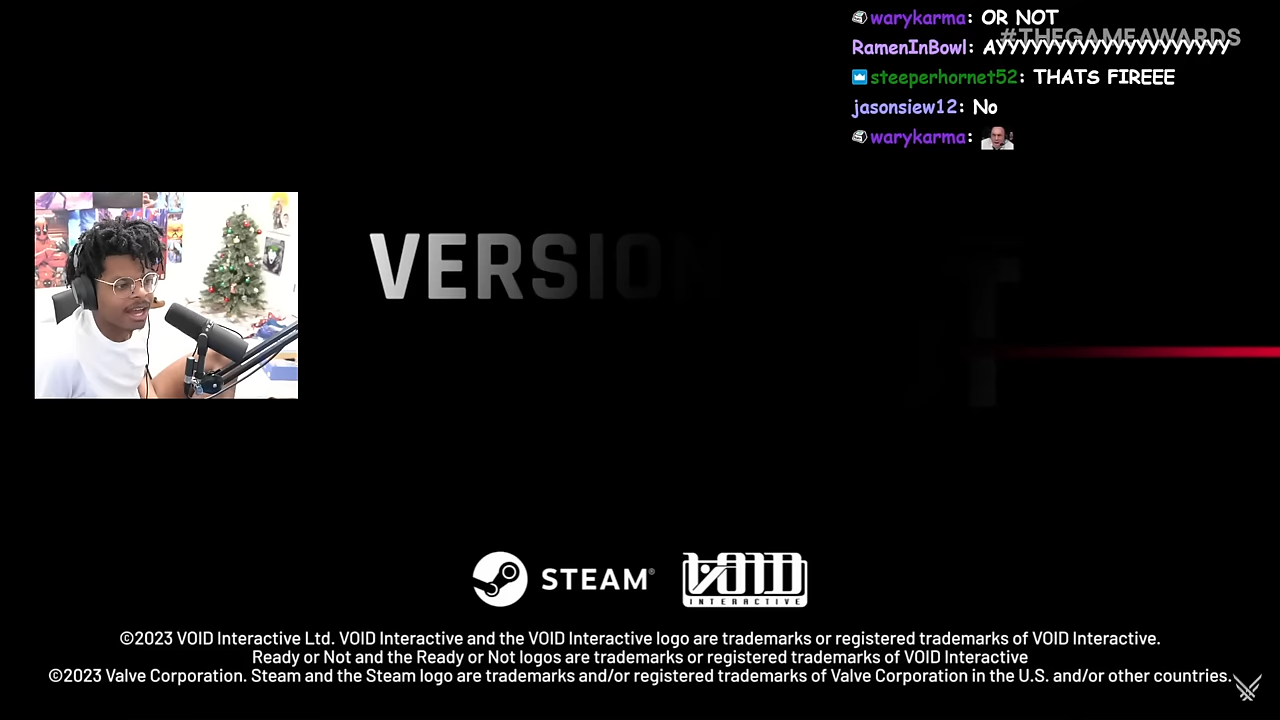 warykarma: OR NOT
#THEGAMEAWARDS
RamenInBowl: AYyyyyyyyyyyyyyyyyyyyy
steeperhornet52: THATS FIREEE
jasonsiew12: No
warykarma:
VERSION
STEAM®
VOID
INTERACTIVE
©2023 VOID Interactive Ltd. VOID Interactive and the VOID Interactive logo are trademarks or registered trademarks of VOID Interactive.
Ready or Not and the Ready or Not logos are trademarks or registered trademarks of VOID Interactive
©2023 Valve Corporation. Steam and the Steam logo are trademarks and/or registered trademarks of Valve Corporation in the U.S. and/or other countries.